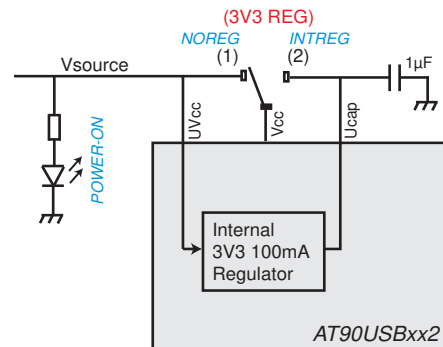 (3V3 REG)
NOREG INTREG
(1) (2)
Vsource
1µF
UVcc
Vcc
Ucap
POWER-ON
Internal
3V3 100mA
Regulator
AT90USBxx2